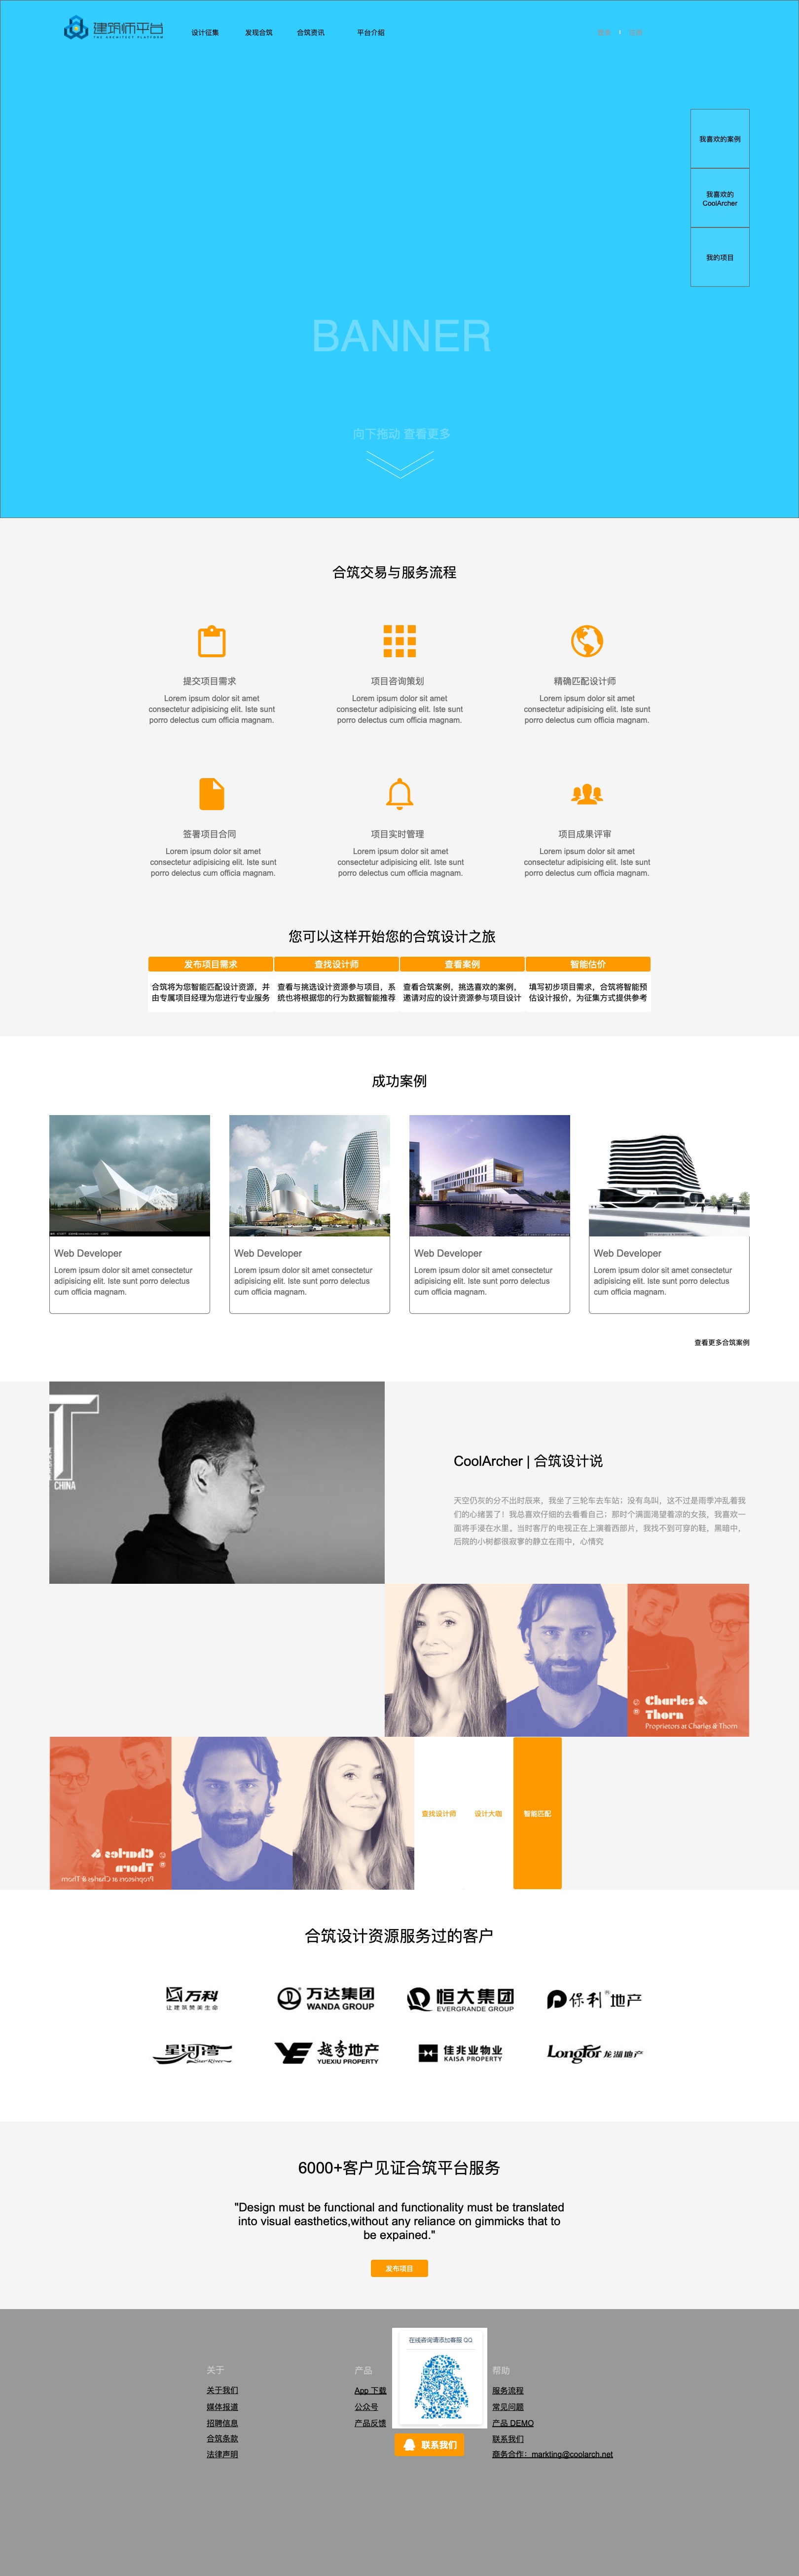 建筑师平台
THE ARCHITECT PLATFORM
设计征集
发现合筑
合筑资讯
平台介绍
登录
注册
我喜欢的案例
我喜欢的
CoolArcher
我的项目
BANNER
向下拖动 查看更多
合筑交易与服务流程
提交项目需求
Lorem ipsum dolor sit amet
consectetur adipisicing elit. Iste sunt
porro delectus cum officia magnam.
项目咨询策划
Lorem ipsum dolor sit amet
consectetur adipisicing elit. Iste sunt
porro delectus cum officia magnam.
精确匹配设计师
Lorem ipsum dolor sit amet
consectetur adipisicing elit. Iste sunt
porro delectus cum officia magnam.
签署项目合同
Lorem ipsum dolor sit amet
consectetur adipisicing elit. Iste sunt
porro delectus cum officia magnam.
项目实时管理
Lorem ipsum dolor sit amet
consectetur adipisicing elit. Iste sunt
porro delectus cum officia magnam.
项目成果评审
Lorem ipsum dolor sit amet
consectetur adipisicing elit. Iste sunt
porro delectus cum officia magnam.
您可以这样开始您的合筑设计之旅
发布项目需求
合筑将为您智能匹配设计资源，并
由专属项目经理为您进行专业服务
查找设计师
查看与挑选设计资源参与项目，系
统也将根据您的行为数据智能推荐
查看案例
查看合筑案例，挑选喜欢的案例，
邀请对应的设计资源参与项目设计
智能估价
填写初步项目需求，合筑将智能预
估设计报价，为征集方式提供参考
成功案例
Web Developer
Lorem ipsum dolor sit amet consectetur
adipisicing elit. Iste sunt porro delectus
cum officia magnam.
Web Developer
Lorem ipsum dolor sit amet consectetur
adipisicing elit. Iste sunt porro delectus
cum officia magnam.
Web Developer
Lorem ipsum dolor sit amet consectetur
adipisicing elit. Iste sunt porro delectus
cum officia magnam.
Web Developer
Lorem ipsum dolor sit amet consectetur
adipisicing elit. Iste sunt porro delectus
cum officia magnam.
查看更多合筑案例
T
CHINA
CoolArcher | 合筑设计说
天空仍灰的分不出时辰来，我坐了三轮车去车站；没有鸟叫，这不过是雨季冲乱着我
们的心绪罢了！我总喜欢仔细的去看看自己；那时个满面渴望着凉的女孩，我喜欢一
面将手浸在水里。当时客厅的电视正在上演着西部片，我找不到可穿的鞋，黑暗中，
后院的小树都很寂寥的静立在雨中，心情究
Charles &
Thorn
Proprietors at Charles & Thorn
Charles &
Thorn
Proprietors at Charles & Thorn
查找设计师
设计大咖
智能匹配
合筑设计资源服务过的客户
万科
让建筑赞美生命
万达集团
WANDA GROUP
恒大集团
EVERGRANDE GROUP
保利®地产
星河湾
Star River
越秀地产
YUEXIU PROPERTY
佳兆业物业
KAISA PROPERTY
Longfor 龙湖地产
6000+客户见证合筑平台服务
"Design must be functional and functionality must be translated
into visual easthetics,without any reliance on gimmicks that to
be expained."
发布项目
关于
关于我们
媒体报道
招聘信息
合筑条款
法律声明
产品
App 下载
公众号
产品反馈
在线咨询请添加客服 QQ
联系我们
帮助
服务流程
常见问题
产品 DEMO
联系我们
商务合作：markting@coolarch.net